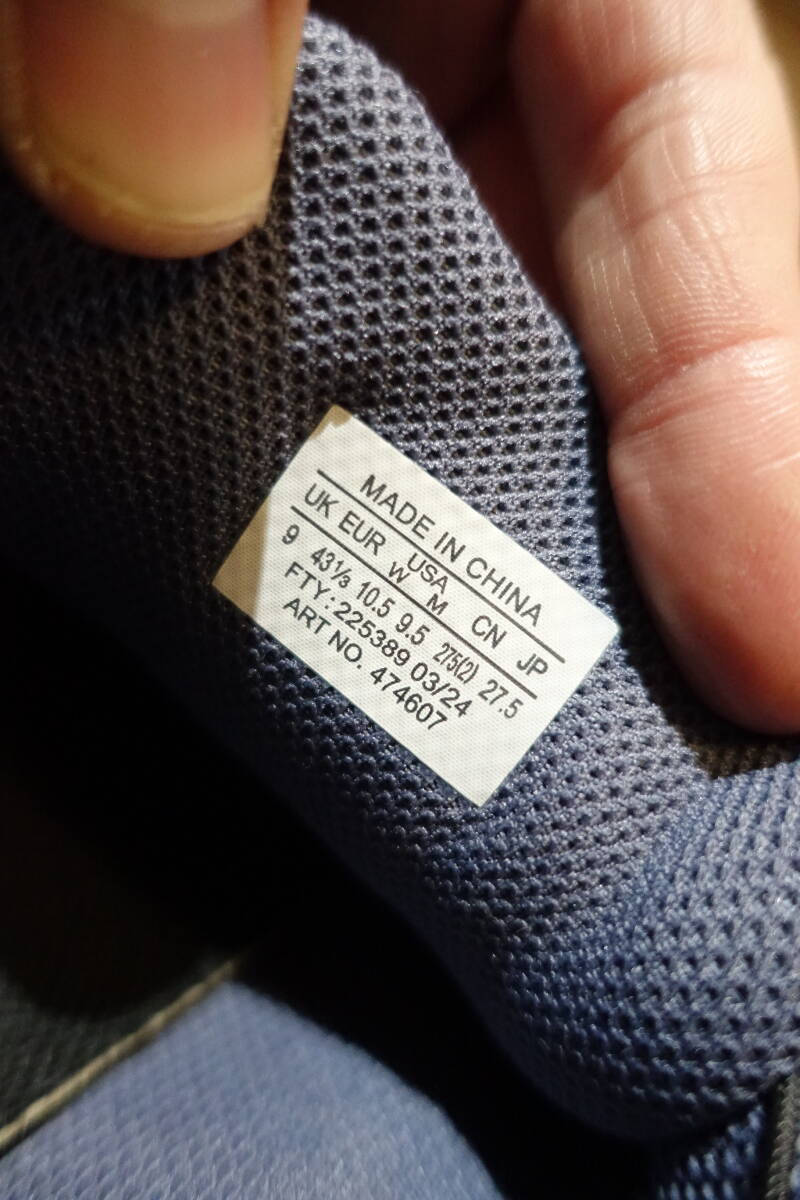 MADE IN CHINA
UK EUR USA CN JP
W M
9 43⅓ 10.5 9.5 275(2) 27.5
FTY: 225389 03/24
ART NO. 474607